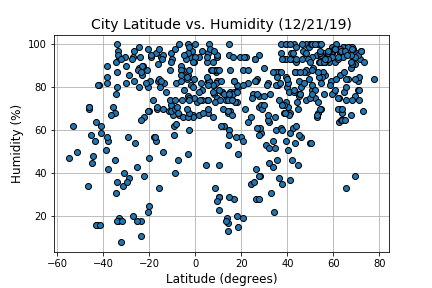 City Latitude vs. Humidity (12/21/19)
100
80
60
40
20
Humidity (%)
−60 −40 −20 0 20 40 60 80
Latitude (degrees)